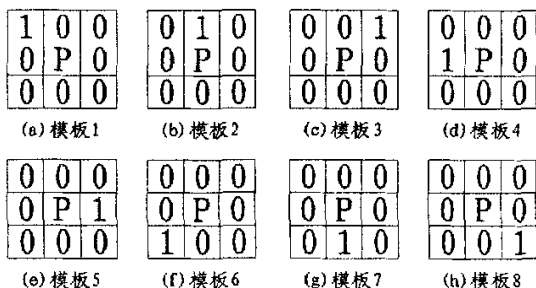 1 0 0 0 1 0 0 0 1 0 0 0
0 P 0 0 P 0 0 P 0 1 P 0
0 0 0 0 0 0 0 0 0 0 0 0
(a)模板1 (b)模板2 (c)模板3 (d)模板4
0 0 0 0 0 0 0 0 0 0 0 0
0 P 1 0 P 0 0 P 0 0 P 0
0 0 0 1 0 0 0 1 0 0 0 1
(e)模板5 (f)模板6 (g)模板7 (h)模板8